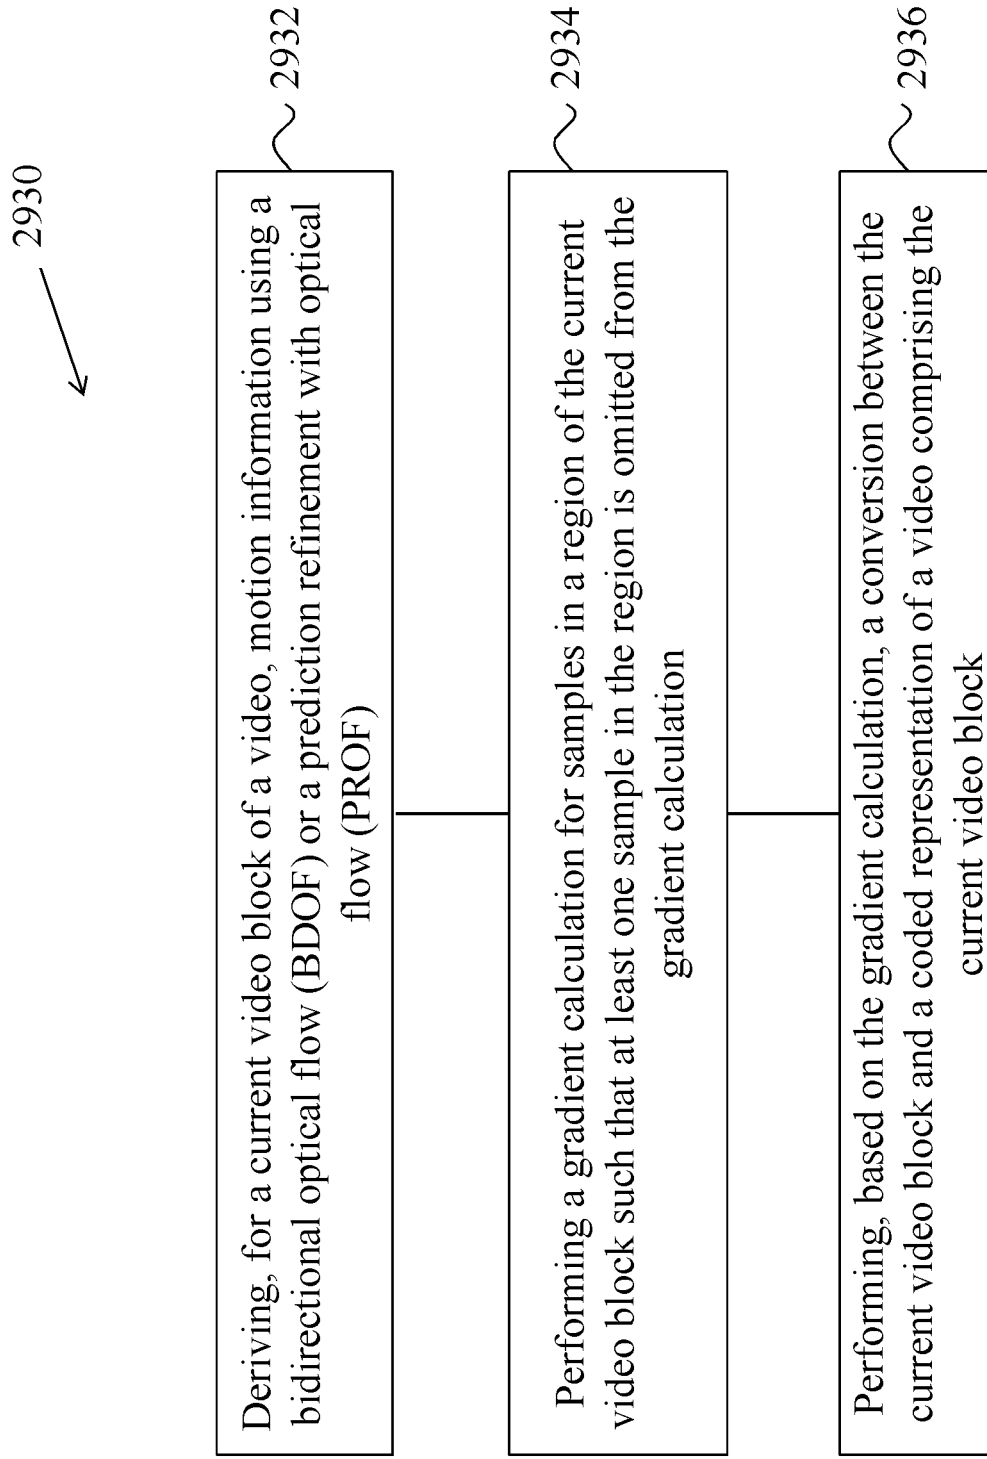 2930
Deriving, for a current video block of a video, motion information using a
bidirectional optical flow (BDOF) or a prediction refinement with optical
flow (PROF)
2932
Performing a gradient calculation for samples in a region of the current
video block such that at least one sample in the region is omitted from the
gradient calculation
2934
Performing, based on the gradient calculation, a conversion between the
current video block and a coded representation of a video comprising the
current video block
2936